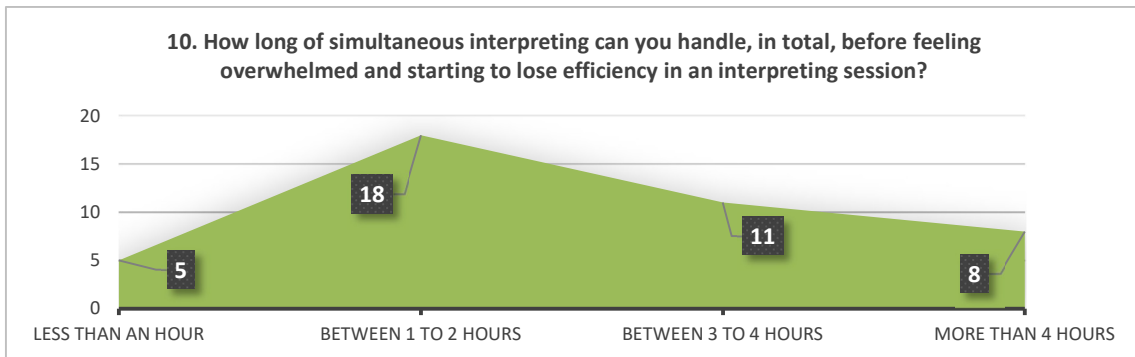 10. How long of simultaneous interpreting can you handle, in total, before feeling
overwhelmed and starting to lose efficiency in an interpreting session?
20
15
10
5
0
5
18
11
8
LESS THAN AN HOUR
BETWEEN 1 TO 2 HOURS
BETWEEN 3 TO 4 HOURS
MORE THAN 4 HOURS